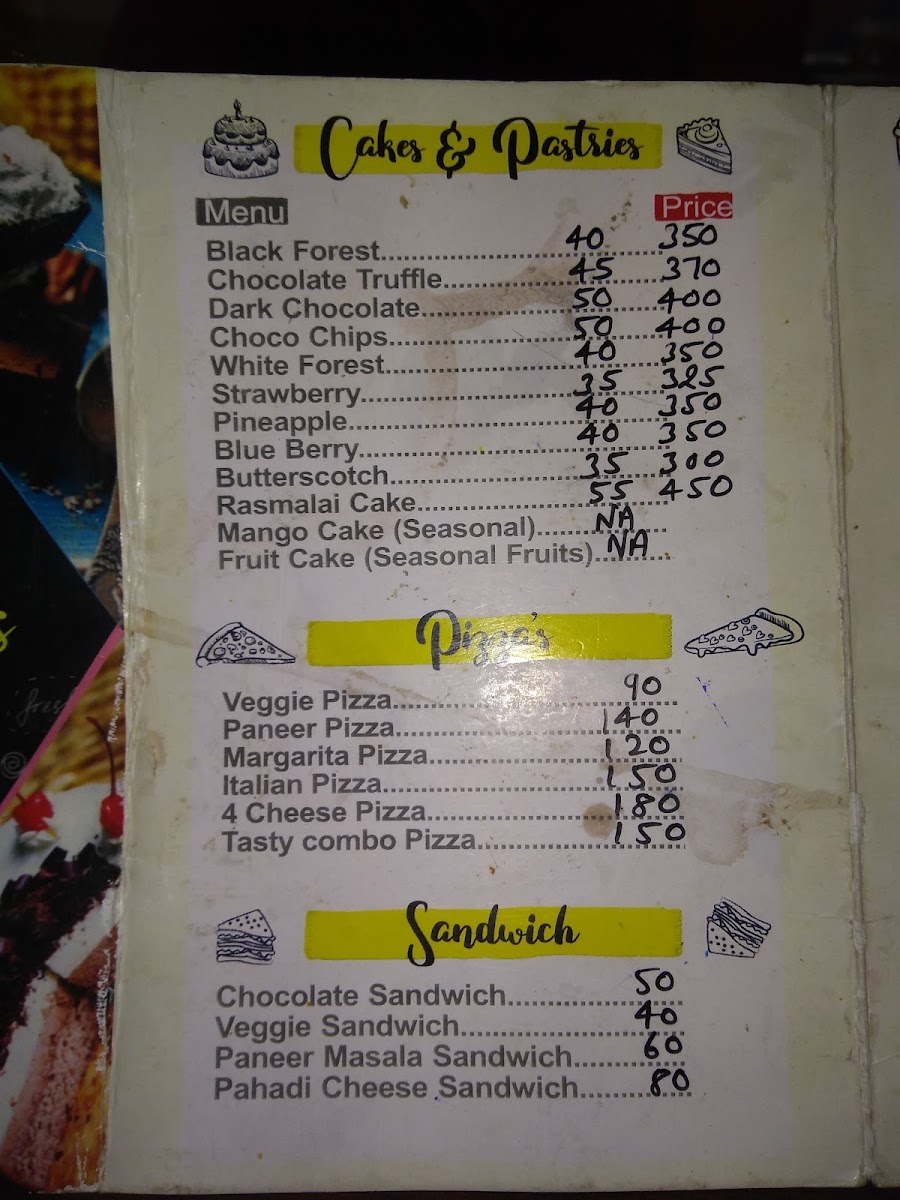 Cakes & Pastries
Menu Price
Black Forest 40 350
Chocolate Truffle 45 370
Dark Chocolate 50 400
Choco Chips 50 400
White Forest 40 350
Strawberry 35 325
Pineapple 40 350
Blue Berry 40 350
Butterscotch 35 300
Rasmalai Cake 55 450
Mango Cake (Seasonal) NA
Fruit Cake (Seasonal Fruits) NA
Pizza's
Veggie Pizza 90
Paneer Pizza 140
Margarita Pizza 120
Italian Pizza 150
4 Cheese Pizza 180
Tasty combo Pizza 150
Sandwich
Chocolate Sandwich 50
Veggie Sandwich 40
Paneer Masala Sandwich 60
Pahadi Cheese Sandwich 80